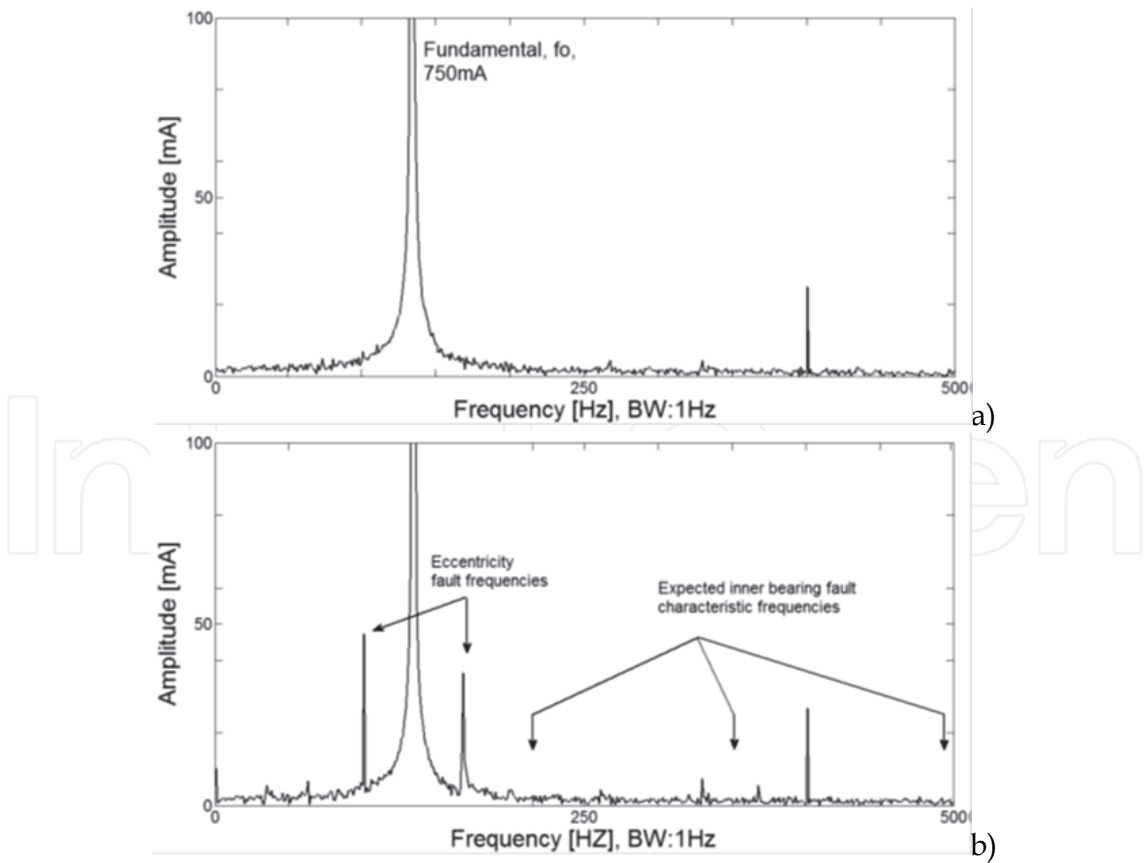 100
Fundamental, fo,
750mA
Amplitude [mA]
50
0
0
250
5000
Frequency [Hz], BW:1Hz
a)
100
Eccentricity
fault frequencies
Expected inner bearing fault
characteristic frequencies
Amplitude [mA]
50
0
0
250
5000
Frequency [HZ], BW:1Hz
b)